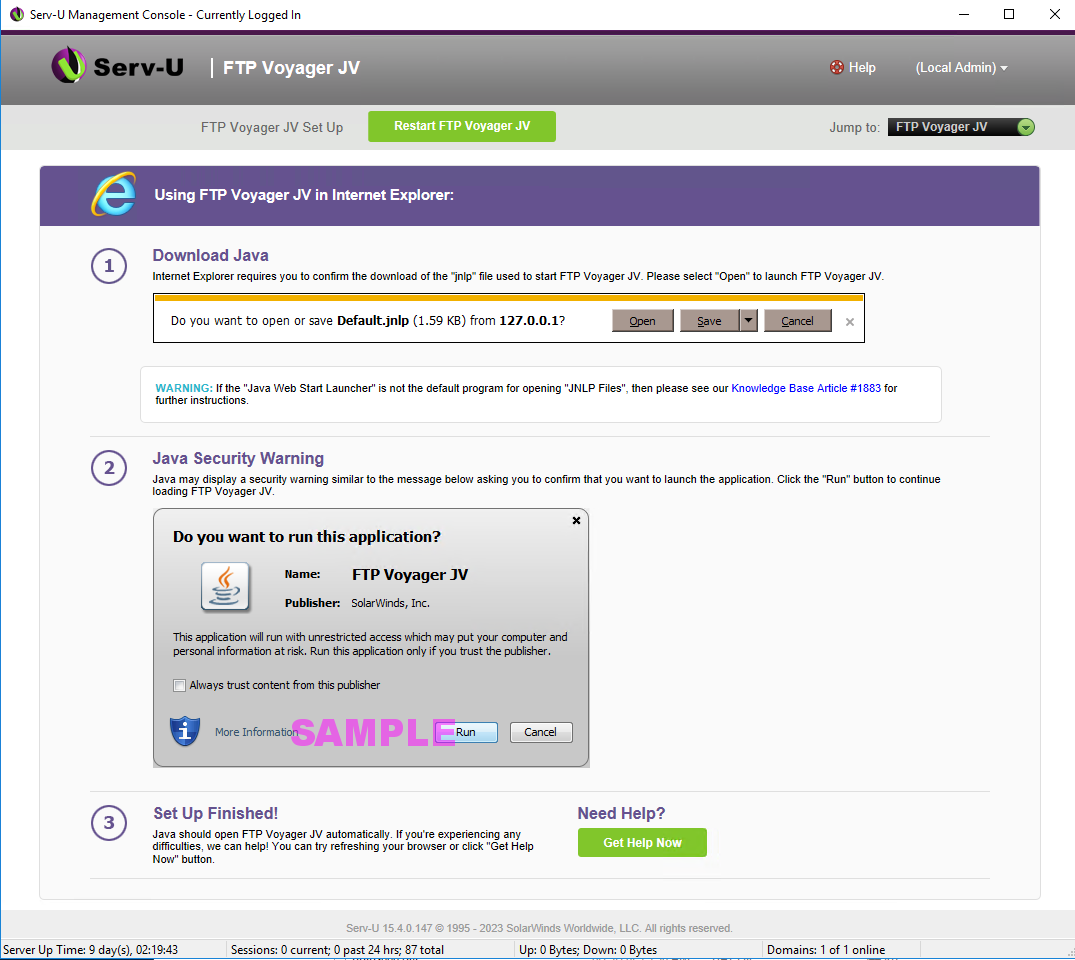 Serv-U Management Console - Currently Logged In
Serv-U | FTP Voyager JV
Help
(Local Admin)
FTP Voyager JV Set Up
Restart FTP Voyager JV
Jump to:
FTP Voyager JV
Using FTP Voyager JV in Internet Explorer:
1
Download Java
Internet Explorer requires you to confirm the download of the "jnlp" file used to start FTP Voyager JV. Please select "Open" to launch FTP Voyager JV.
Do you want to open or save Default.jnlp (1.59 KB) from 127.0.0.1?
Open
Save
Cancel
WARNING: If the "Java Web Start Launcher" is not the default program for opening "JNLP Files", then please see our Knowledge Base Article #1883 for
further instructions.
2
Java Security Warning
Java may display a security warning similar to the message below asking you to confirm that you want to launch the application. Click the "Run" button to continue
loading FTP Voyager JV.
Do you want to run this application?
Name: FTP Voyager JV
Publisher: SolarWinds, Inc.
This application will run with unrestricted access which may put your computer and
personal information at risk. Run this application only if you trust the publisher.
Always trust content from this publisher
More Information
SAMPLE
Run
Cancel
3
Set Up Finished!
Java should open FTP Voyager JV automatically. If you're experiencing any
difficulties, we can help! You can try refreshing your browser or click "Get Help
Now" button.
Need Help?
Get Help Now
Serv-U 15.4.0.147 © 1995 - 2023 SolarWinds Worldwide, LLC. All rights reserved.
Server Up Time: 9 day(s), 02:19:43
Sessions: 0 current; 0 past 24 hrs; 87 total
Up: 0 Bytes; Down: 0 Bytes
Domains: 1 of 1 online